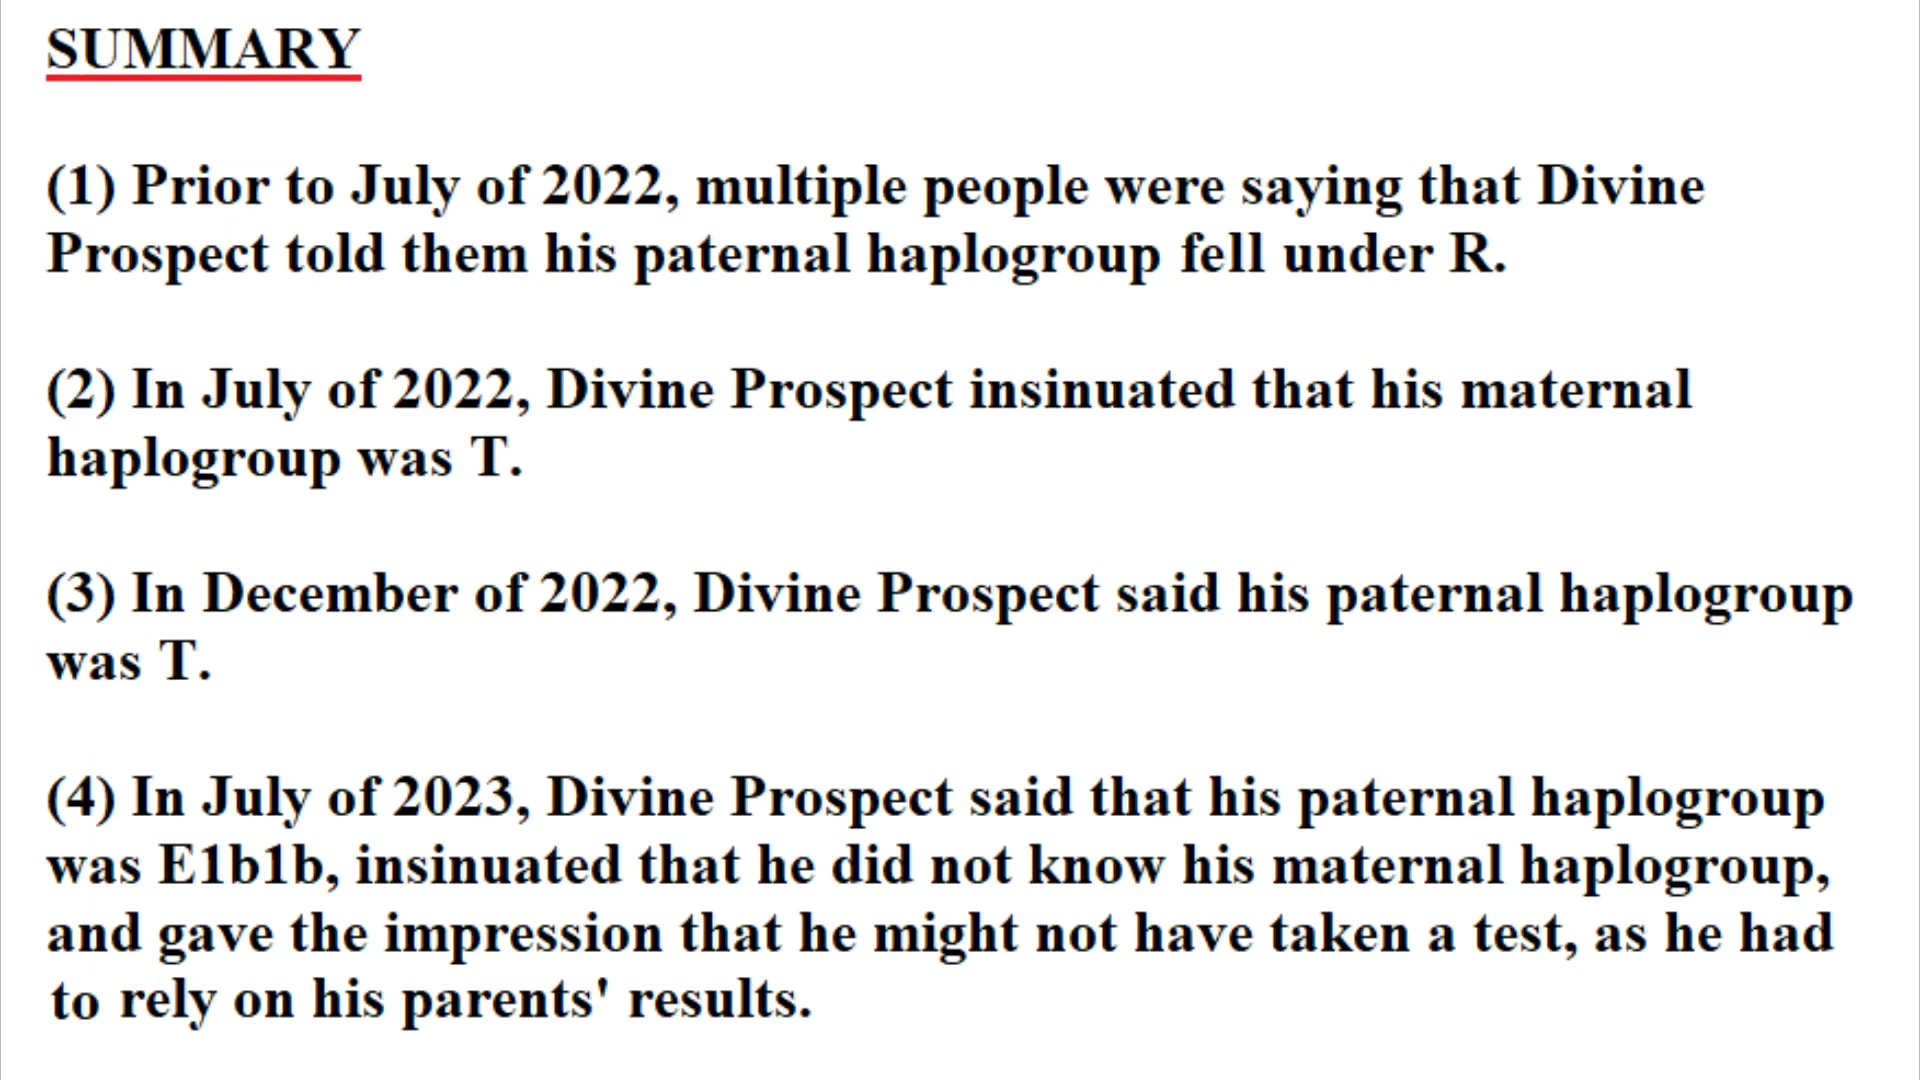 SUMMARY
(1) Prior to July of 2022, multiple people were saying that Divine
Prospect told them his paternal haplogroup fell under R.
(2) In July of 2022, Divine Prospect insinuated that his maternal
haplogroup was T.
(3) In December of 2022, Divine Prospect said his paternal haplogroup
was T.
(4) In July of 2023, Divine Prospect said that his paternal haplogroup
was E1b1b, insinuated that he did not know his maternal haplogroup,
and gave the impression that he might not have taken a test, as he had
to rely on his parents' results.